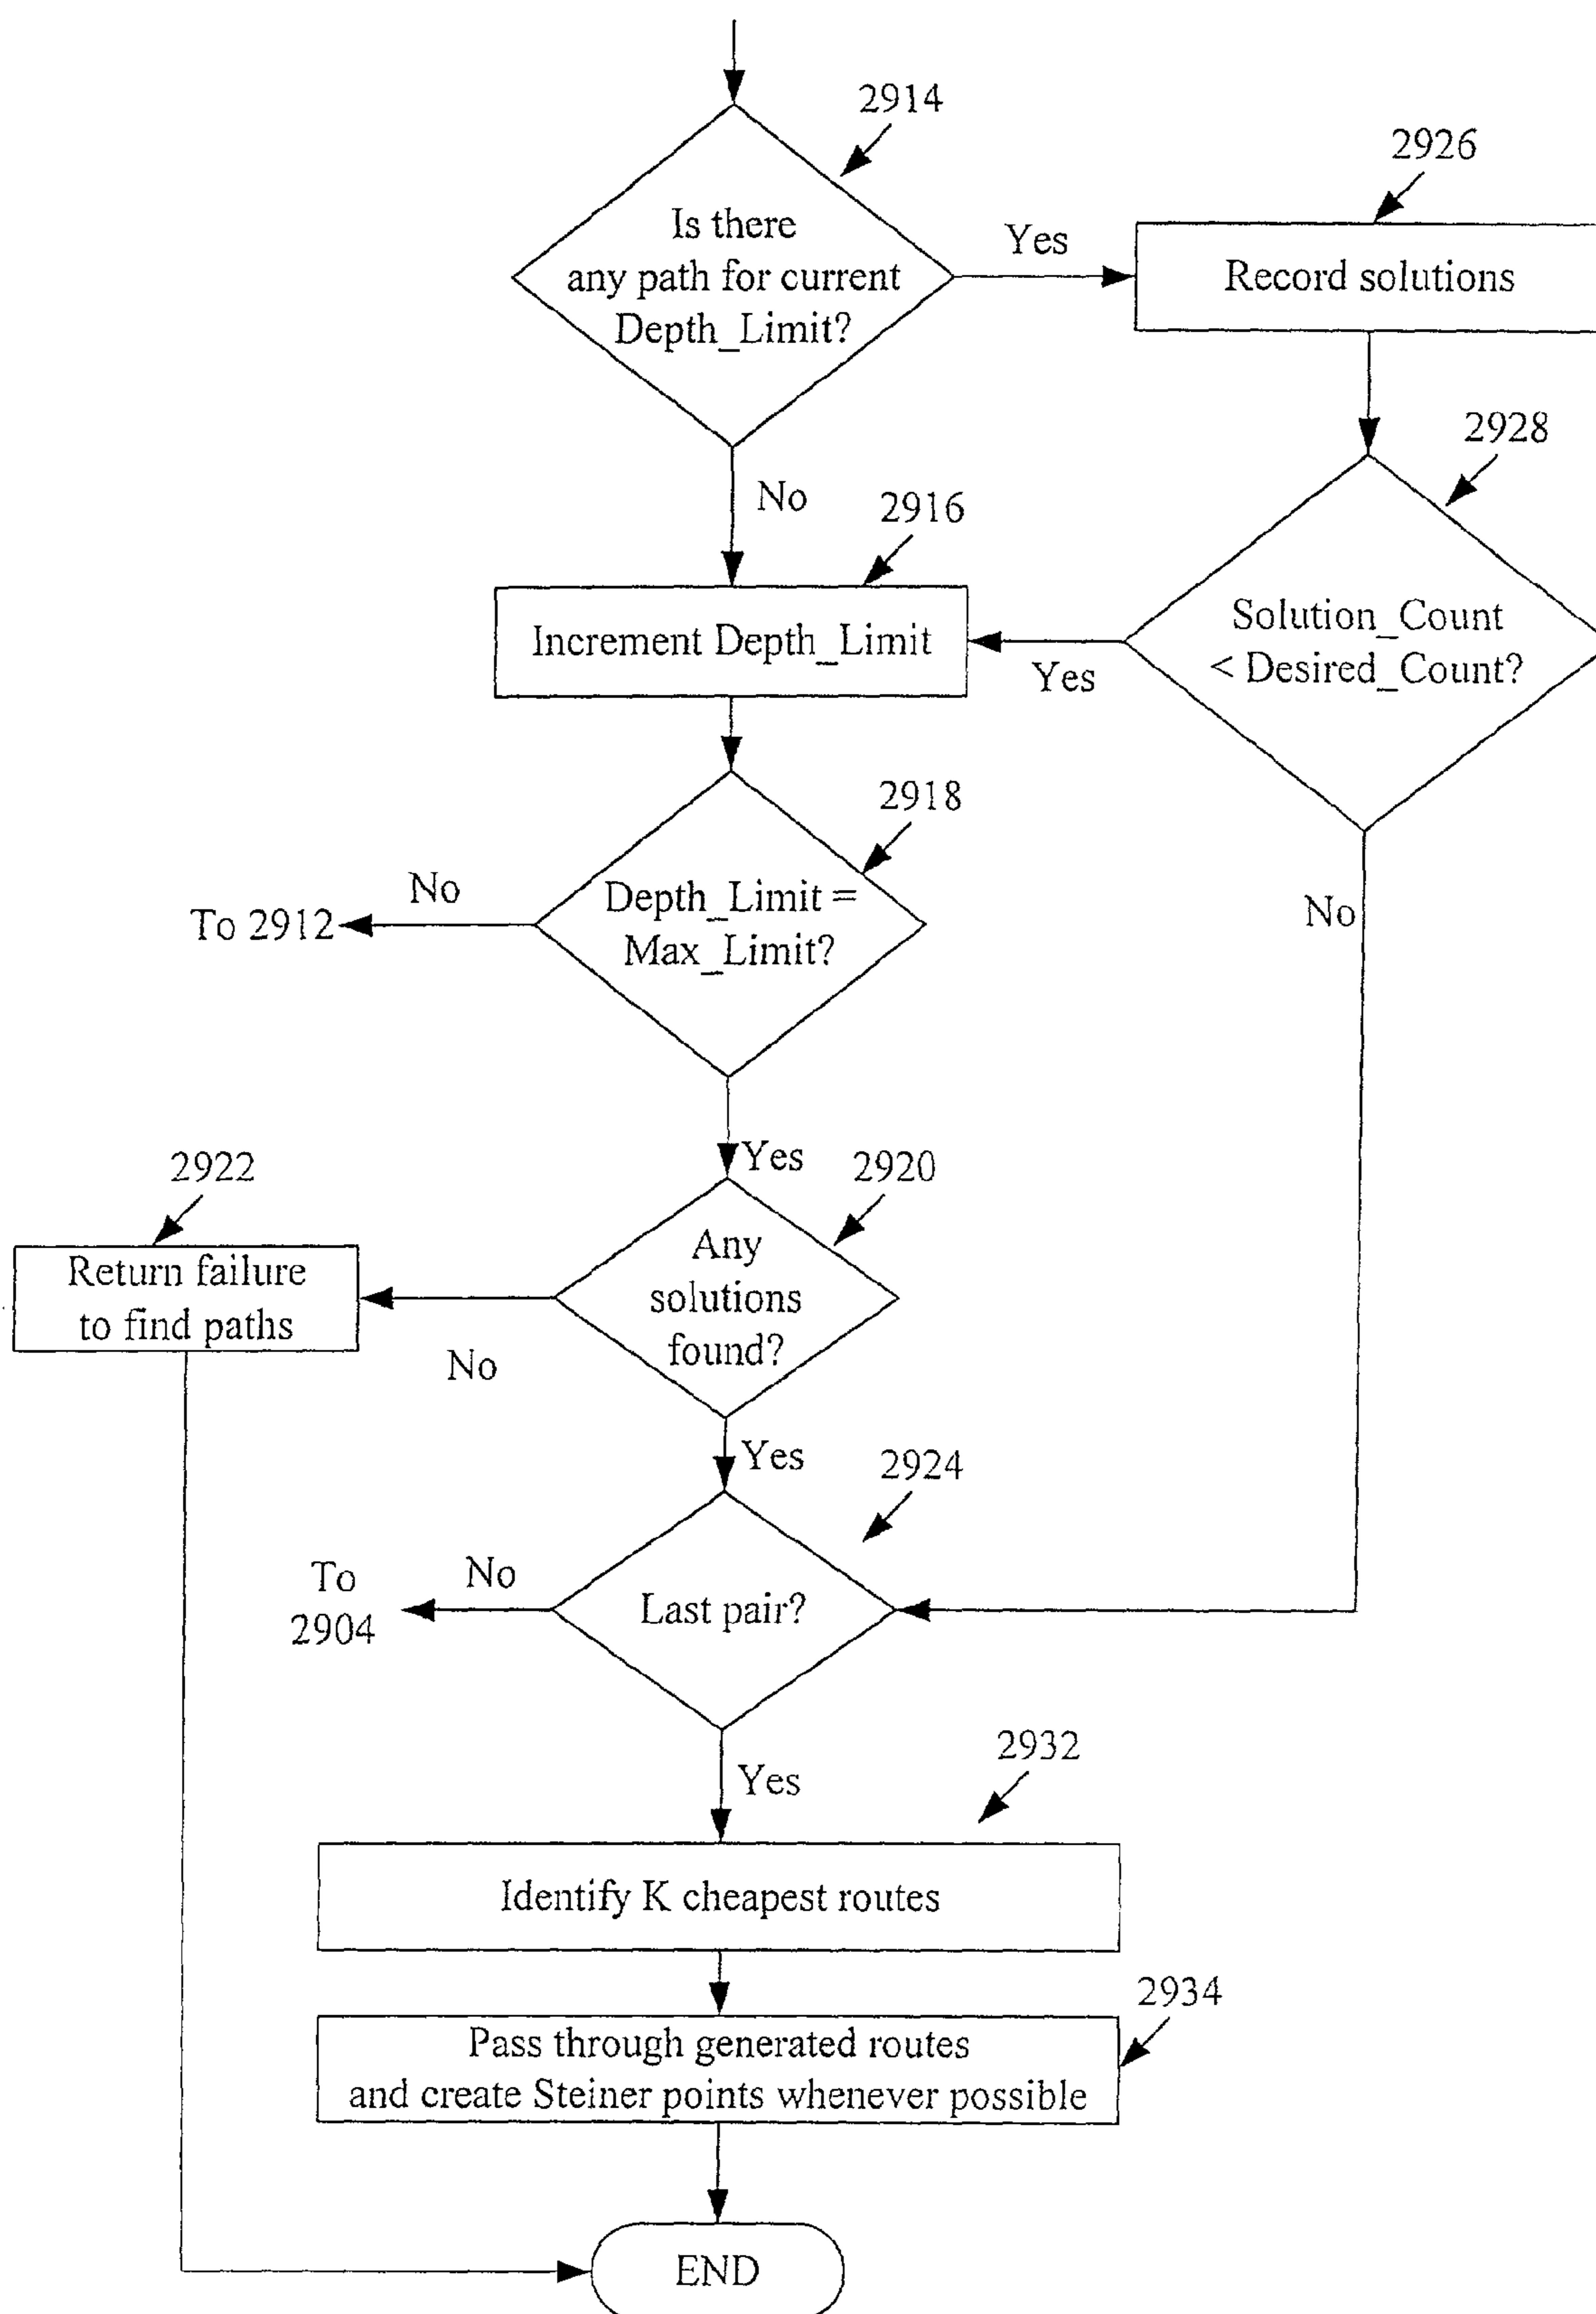 2914
Is there
any path for current
Depth_Limit?
Yes
2926
Record solutions
2928
Solution_Count
< Desired_Count?
Yes
No
No
2916
Increment Depth_Limit
2918
Depth_Limit =
Max_Limit?
No
To 2912
Yes
2920
Any
solutions
found?
No
2922
Return failure
to find paths
Yes
2924
Last pair?
No
To
2904
Yes
2932
Identify K cheapest routes
2934
Pass through generated routes
and create Steiner points whenever possible
END